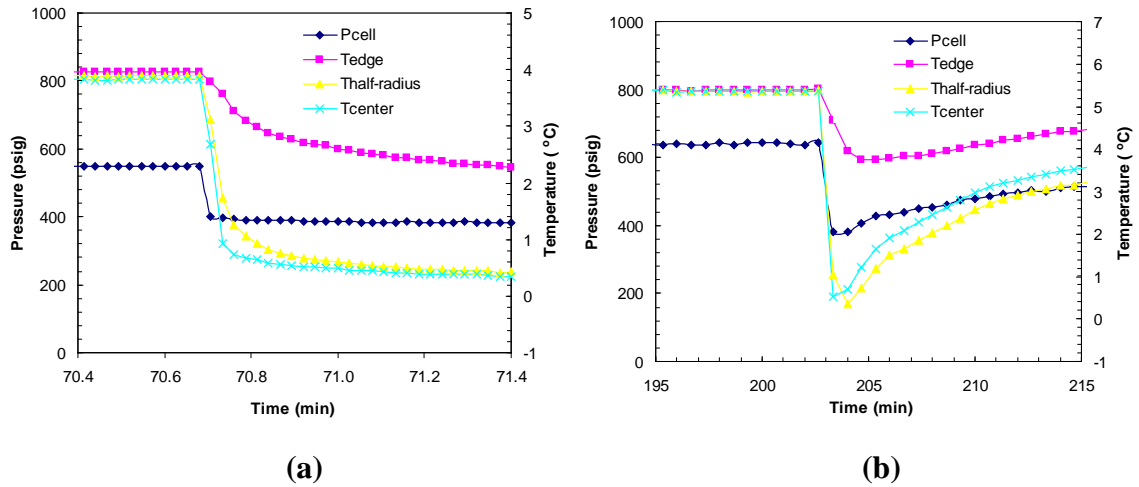 1000
800
600
400
200
0
Pressure (psig)
5
4
3
2
1
0
-1
Temperature ( °C)
Pcell
Tedge
Thalf-radius
Tcenter
70.4 70.6 70.8 71.0 71.2 71.4
Time (min)
(a)
1000
800
600
400
200
0
Pressure (psig)
7
6
5
4
3
2
1
0
-1
Temperature ( °C)
Pcell
Tedge
Thalf-radius
Tcenter
195 200 205 210 215
Time (min)
(b)